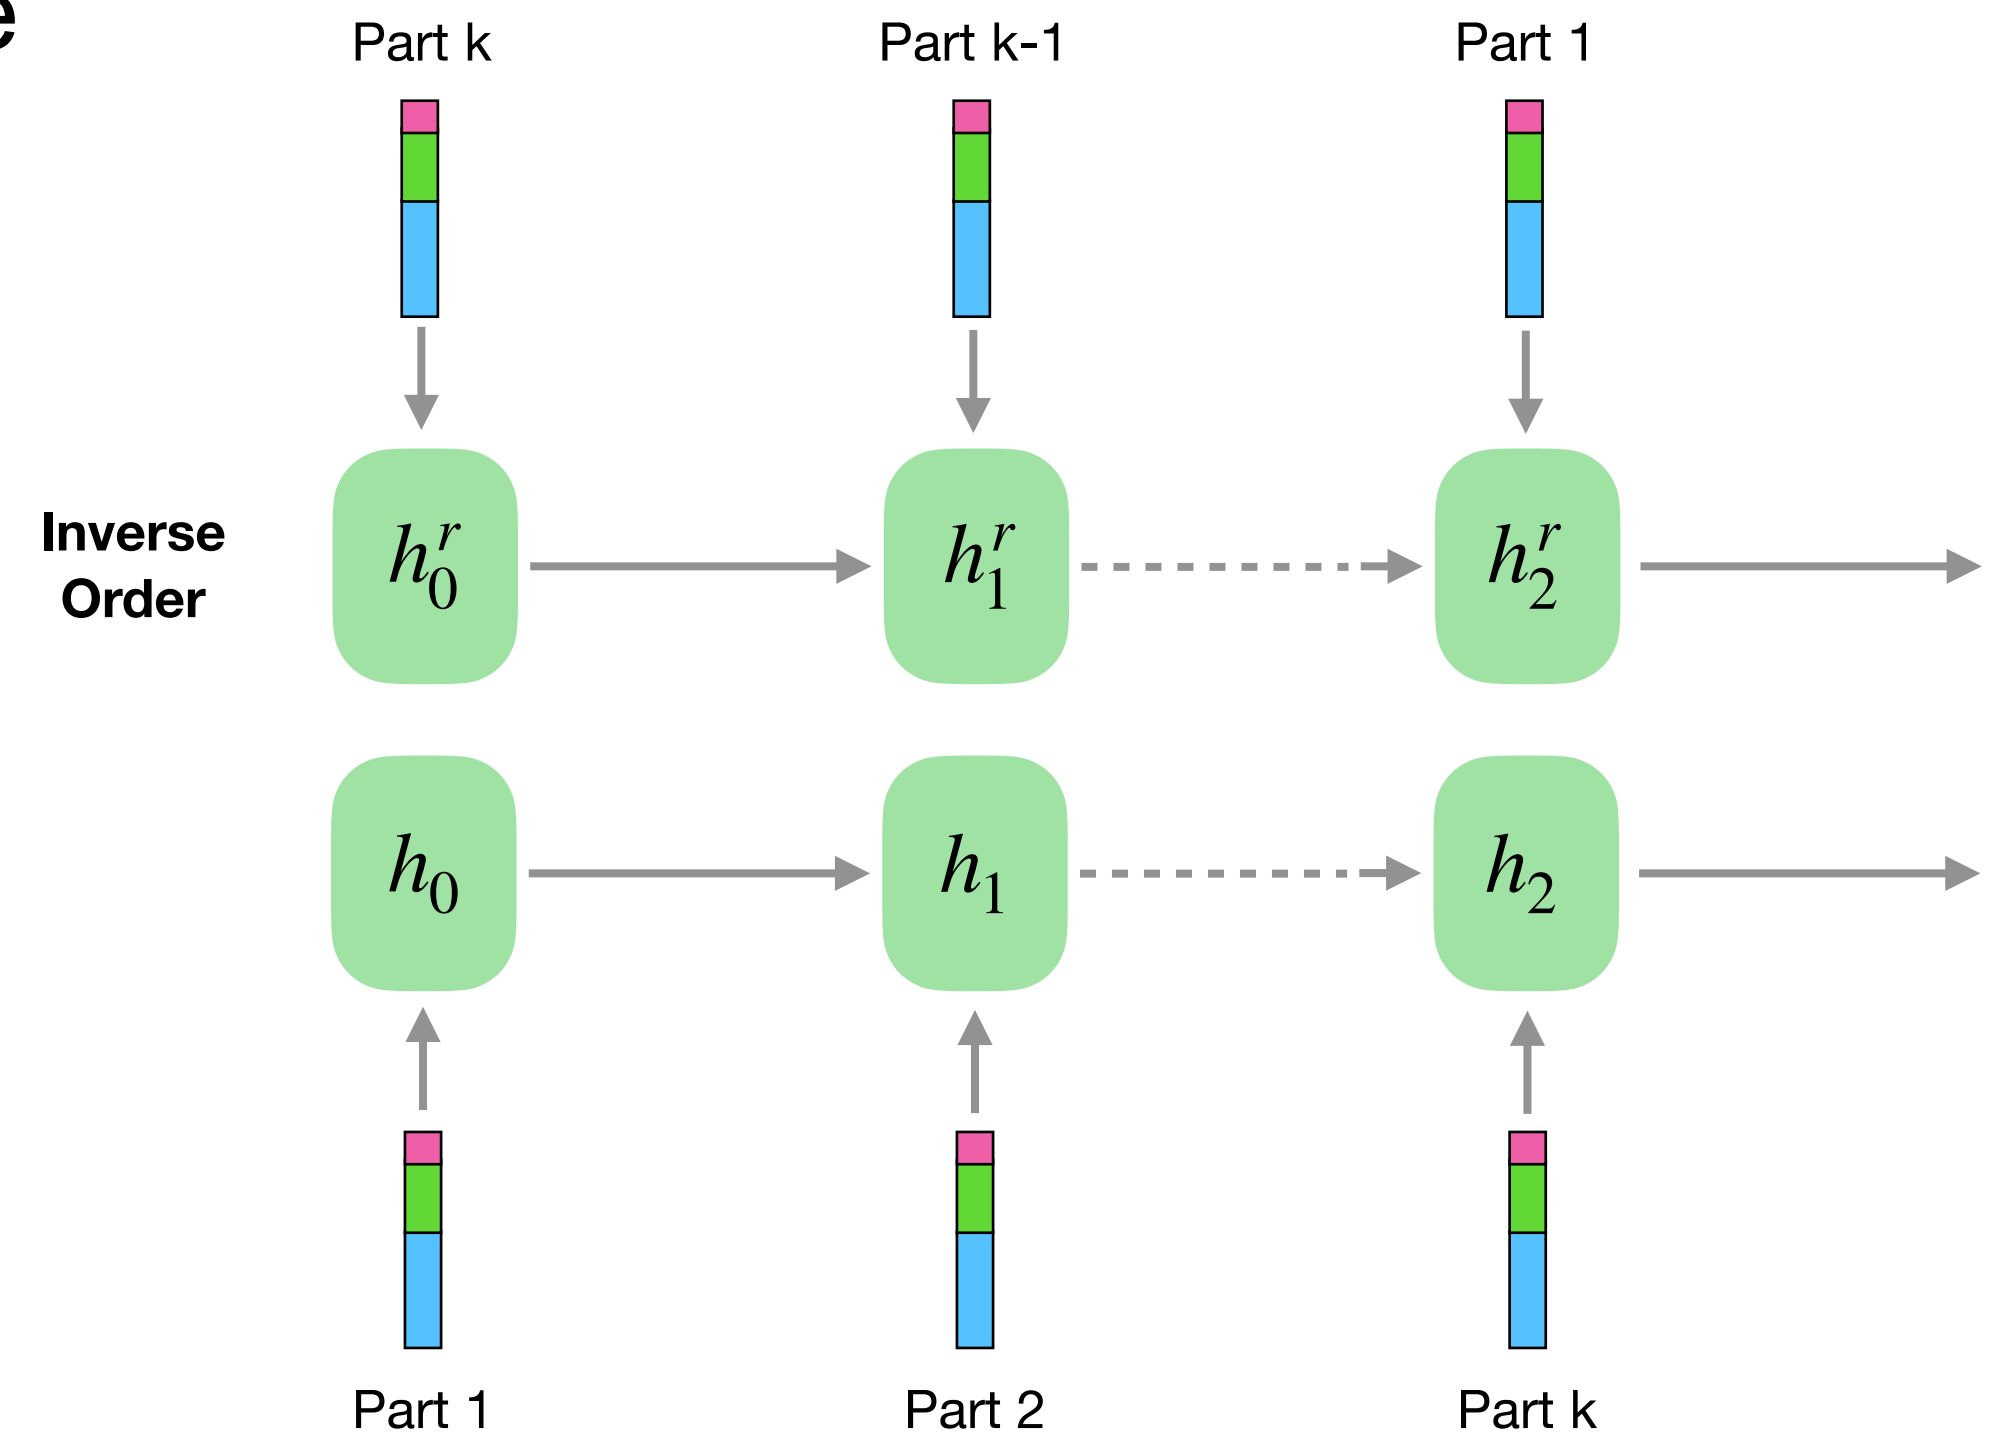 e
Part k Part k-1 Part 1
Inverse
Order
h_0^r h_1^r h_2^r
h_0 h_1 h_2
Part 1 Part 2 Part k